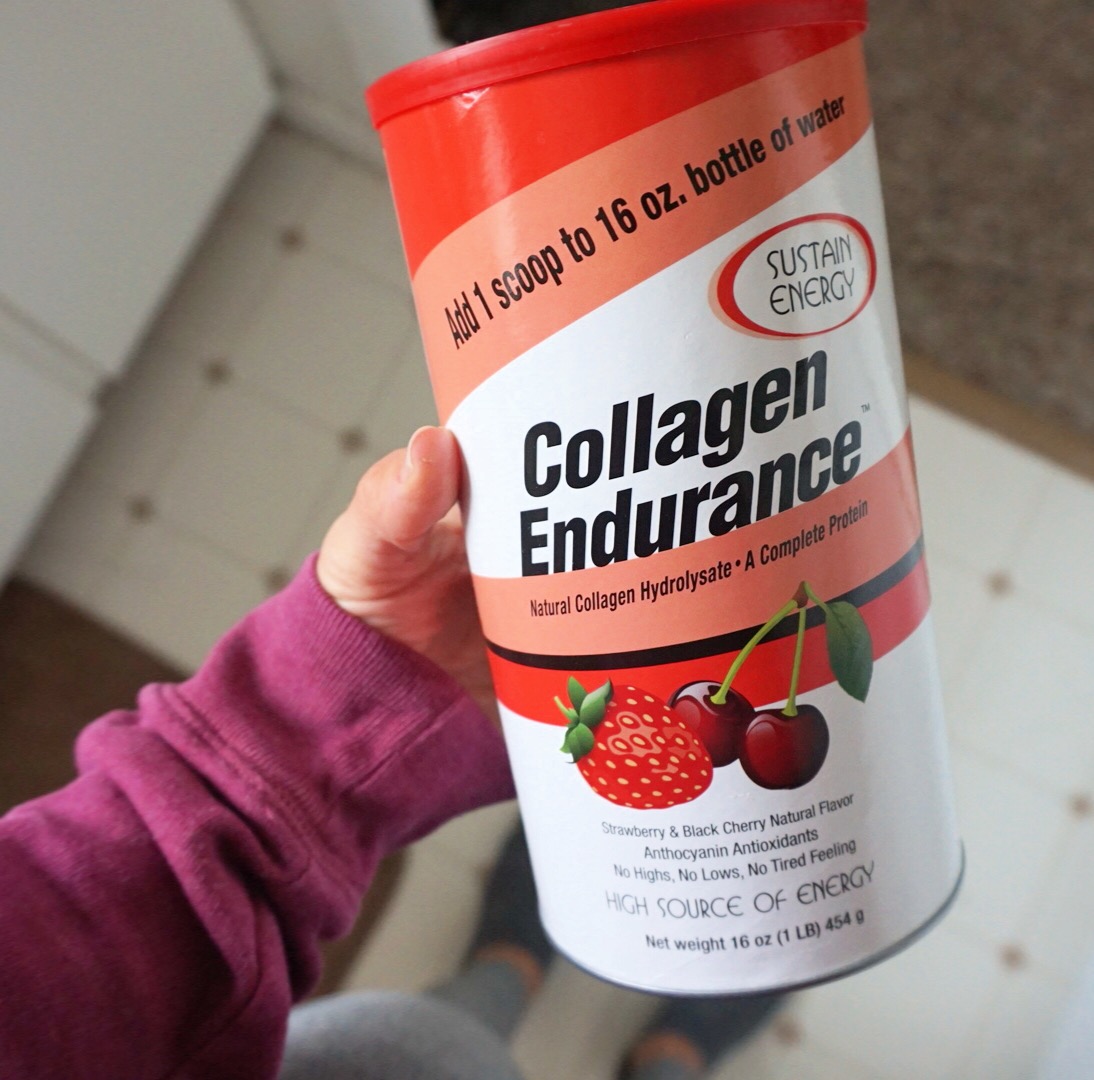 Add 1 scoop to 16 oz. bottle of water
SUSTAIN
ENERGY
Collagen
Endurance™
Natural Collagen Hydrolysate • A Complete Protein
Strawberry & Black Cherry Natural Flavor
Anthocyanin Antioxidants
No Highs, No Lows, No Tired Feeling
HIGH SOURCE OF ENERGY
Net weight 16 oz (1 LB) 454 g